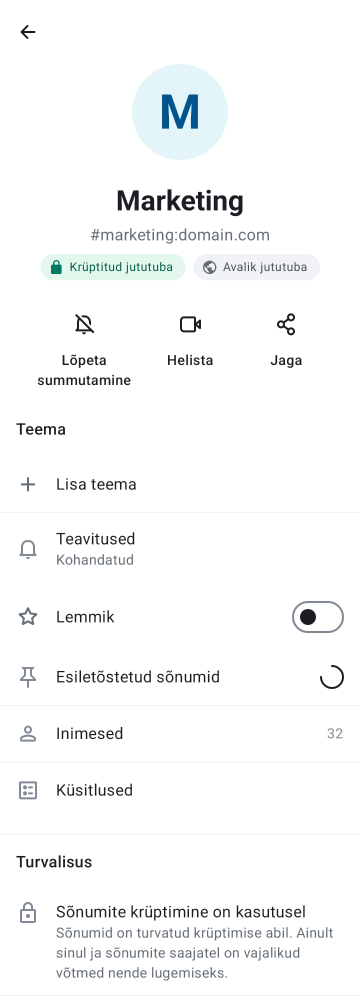 M
Marketing
#marketing:domain.com
Krüptitud jututuba
Avalik jututuba
Lõpeta
summutamine
Helista
Jaga
Teema
Lisa teema
Teavitused
Kohandatud
Lemmik
Esiletõstetud sõnumid
Inimesed
32
Küsitlused
Turvalisus
Sõnumite krüptimine on kasutusel
Sõnumid on turvatud krüptimise abil. Ainult
sinul ja sõnumite saajatel on vajalikud
võtmed nende lugemiseks.